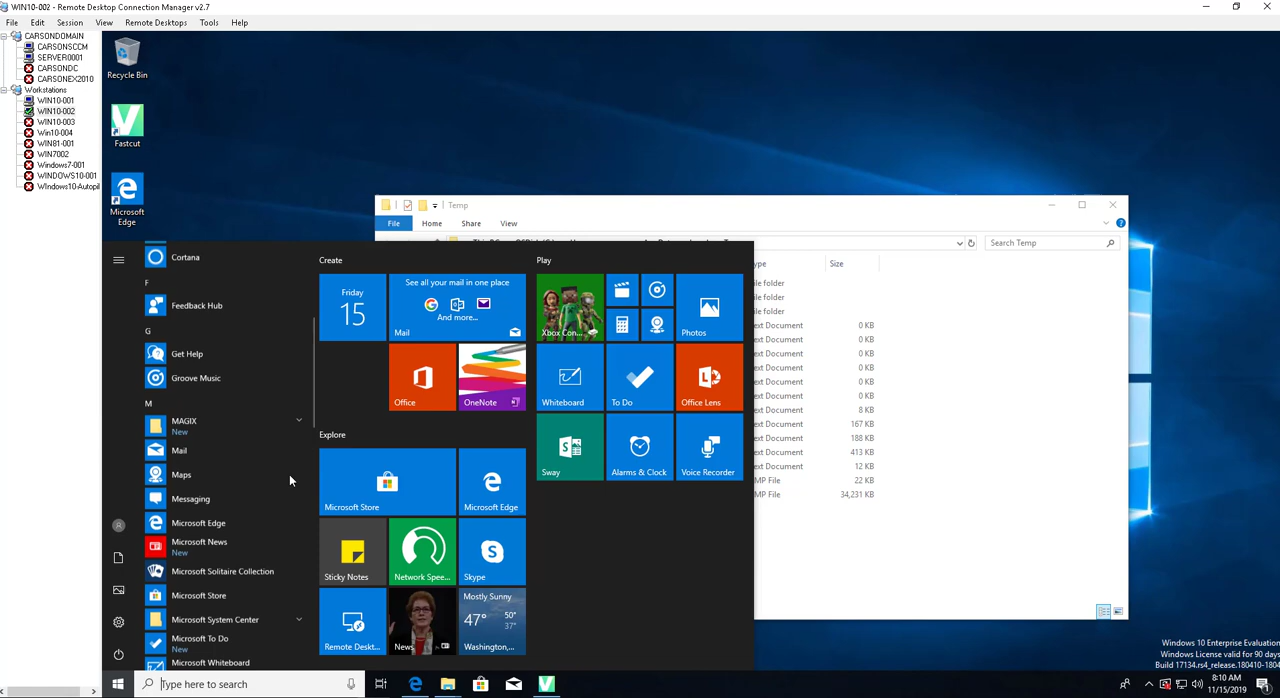 WIN10-002 - Remote Desktop Connection Manager v2.7
File Edit Session View Remote Desktops Tools Help
CARSONDOMAIN
CARSONSCCM
SERVER0001
CARSONDC
CARSONEX2010
Workstations
WIN10-001
WIN10-002
WIN10-003
Win10-004
WIN81-001
WIN7002
Windows7-001
WINDOWS10-001
WIndows10-Autopil
Recycle Bin
Fastcut
Microsoft
Edge
Temp
File Home Share View
Search Temp
ype Size
ile folder
ile folder
ile folder
ext Document 0 KB
ext Document 0 KB
ext Document 0 KB
ext Document 0 KB
ext Document 0 KB
ext Document 0 KB
ext Document 8 KB
ext Document 167 KB
ext Document 188 KB
ext Document 413 KB
ext Document 12 KB
MP File 22 KB
MP File 34,231 KB
Cortana
F
Feedback Hub
G
Get Help
Groove Music
M
MAGIX
New
Mail
Maps
Messaging
Microsoft Edge
Microsoft News
New
Microsoft Solitaire Collection
Microsoft Store
Microsoft System Center
Microsoft To Do
New
Microsoft Whiteboard
Create
Friday
15
See all your mail in one place
And more...
Mail
Office
OneNote
Explore
Microsoft Store
Microsoft Edge
Sticky Notes
Network Spee...
Skype
Remote Deskt...
News
Mostly Sunny
47° 50°
37°
Washington,...
Play
Xbox Con...
Photos
Whiteboard
To Do
Office Lens
Sway
Alarms & Clock
Voice Recorder
Windows 10 Enterprise Evaluation
Windows License valid for 90 days
Build 17134.rs4_release.180410-1804
Type here to search
8:10 AM
11/15/2019